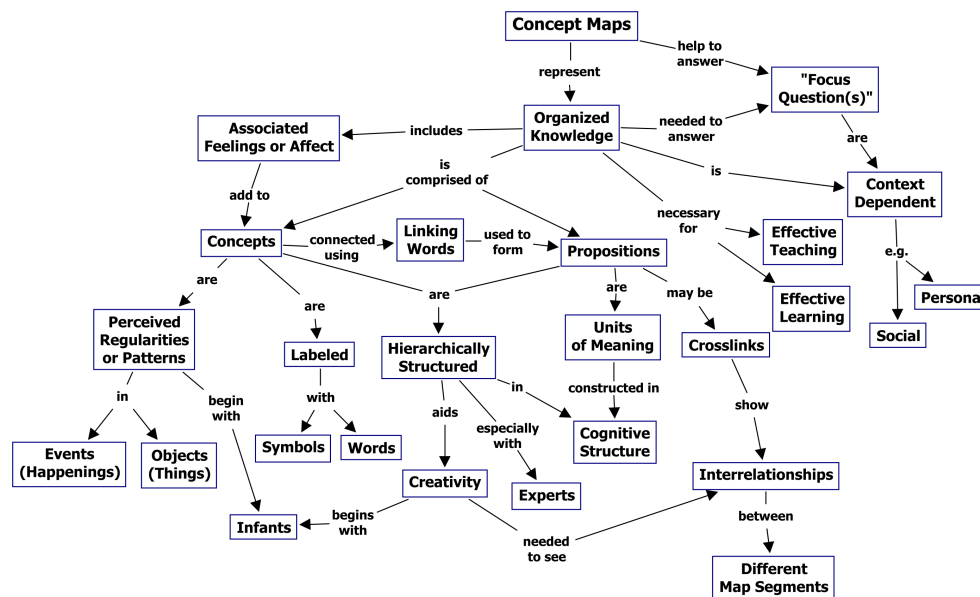 Concept Maps
help to
answer
represent
"Focus
Question(s)"
Organized
Knowledge
needed to
answer
includes
Associated
Feelings or Affect
are
is
comprised of
is
add to
Context
Dependent
necessary
for
Concepts
connected
using
Linking
Words
used to
form
Propositions
Effective
Teaching
e.g.
are
are
are
are
may be
Effective
Learning
Persona
Perceived
Regularities
or Patterns
Labeled
Hierarchically
Structured
Units
of Meaning
Crosslinks
Social
in
begin
with
with
aids
especially
with
in
constructed in
show
Events
(Happenings)
Objects
(Things)
Symbols
Words
Cognitive
Structure
Creativity
Experts
Interrelationships
Infants
begins
with
needed
to see
between
Different
Map Segments